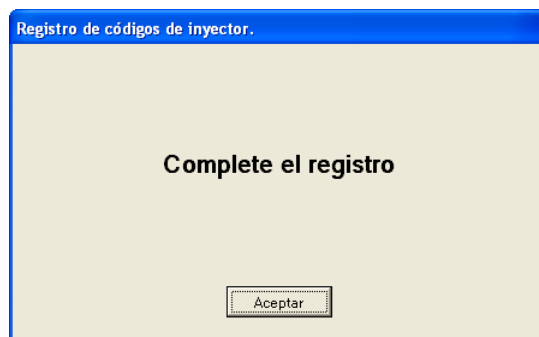 Registro de códigos de inyector.
Complete el registro
Aceptar